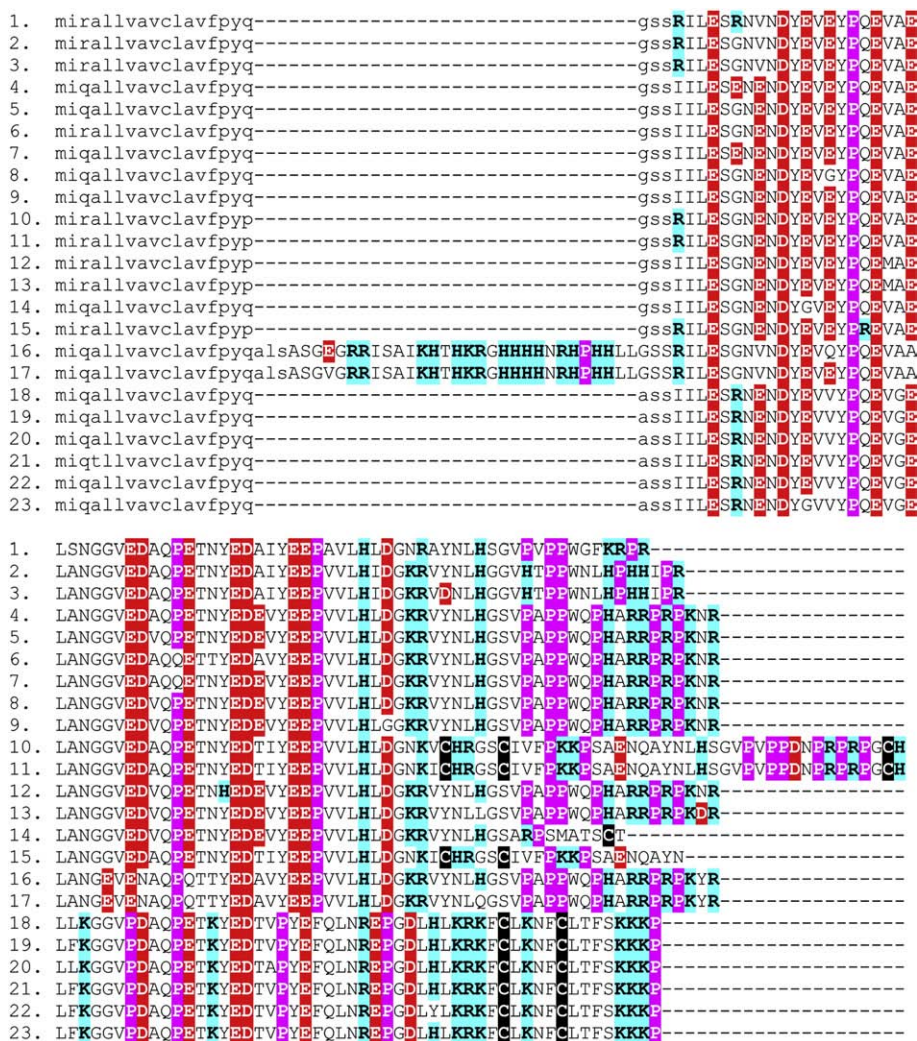 1. mirallvavclavfpyq---------------------------------gssRILESRNVNDYEVEYPQEVAE
2. mirallvavclavfpyq---------------------------------gssRILESGNVNDYEVEYPQEVAE
3. mirallvavclavfpyq---------------------------------gssRILESGNVNDYEVEYPQEVAE
4. miqallvavclavfpyq---------------------------------gssIILESENENDYEVEYPQEVAE
5. miqallvavclavfpyq---------------------------------gssIILESGNENDYEVEYPQEVAE
6. mirallvavclavfpyq---------------------------------gssIILESGNENDYEVEYPQEVAE
7. miqallvavclavfpyq---------------------------------gssIILESENENDYEVEYPQEVAE
8. miqallvavclavfpyq---------------------------------gssIILESGNENDYEVGYPQEVAE
9. miqallvavclavfpyq---------------------------------gssIILESGNENDYEVEYPQEVAE
10. mirallvavclavfpyp---------------------------------gssRILESGNENDYEVEYPQEVAE
11. mirallvavclavfpyp---------------------------------gssRILESGNENDYEVEYPQEVAE
12. mirallvavclavfpyp---------------------------------gssIILESGNENDYEVEYPQEMAE
13. mirallvavclavfpyp---------------------------------gssIILESGNENDYEVEYPQEMAE
14. miqallvavclavfpyq---------------------------------gssIILESGNENDYGVEYPQEVAE
15. mirallvavclavfpyp---------------------------------gssRILESGNENDYEVEYPREVAE
16. miqallvavclavfpyqalsASGEGRRISAIKHTHKRGHHHHNRHPHHLLGSSRILESGNVNDYEVQYPQEVAA
17. miqallvavclavfpyqalsASGVGRRISAIKHTHKRGHHHHNRHPHHLLGSSRILESGNVNDYEVEYPQEVAA
18. miqallvavclavfpyq---------------------------------assIILESRNENDYEVVYPQEVGE
19. miqallvavclavfpyq---------------------------------assIILESRNENDYEVVYPQEVGE
20. miqallvavclavfpyq---------------------------------assIILESRNENDYEVVYPQEVGE
21. miqtllvavclavfpyq---------------------------------assIILESRNENDYEVVYPQEVGE
22. miqallvavclavfpyq---------------------------------assIILESRNENDYEVVYPQEVGE
23. miqallvavclavfpyq---------------------------------assIILESRNENDYGVVYPQEVGE
1. LSNGGVEDAQPETNYEDAIYEEPAVLHLDGNRAYNLHSGVPVPPWGFKRPR----------------------
2. LANGGVEDAQPETNYEDAIYEEPVVLHIDGKRVYNLHGGVHTPPWNLHPHHIPR-------------------
3. LANGGVEDAQPETNYEDAIYEEPVVLHIDGKRVDNLHGGVHTPPWNLHPHHIPR-------------------
4. LANGGVEDVQPETNYEDEVYEEPVVLHLDGKRVYNLHGSVPAPPWQPHARRPRPKNR----------------
5. LANGGVEDVQPETNYEDEVYEEPVVLHLDGKRVYNLHGSVPAPPWQPHARRPRPKNR----------------
6. LANGGVEDAQQETTYEDAVYEEPVVLHLDGKRVYNLHGSVPAPPWQPHARRPRPKNR----------------
7. LANGGVEDAQQETNYEDEVYEEPVVLHLDGKRVYNLHGSVPAPPWQPHARRPRPKNR----------------
8. LANGGVEDVQPETNYEDEVYEEPVVLHLDGKRVYNLHGSVPAPPWQPHARRPRPKNR----------------
9. LANGGVEDVQPETNYEDEVYEEPVVLHLGGKRVYNLHGSVPAPPWQPHARRPRPKNR----------------
10. LANGGVEDVQPETNYEDTIYEEPVVLHLDGNKVCHRGSCIVFPKKPSAENQAYNLHSGVPVPPDNPRPRPGCH
11. LANGGVEDVQPETNYEDTIYEEPVVLHLDGNKICHRGSCIVFPKKPSAENQAYNLHSGVPVPPDNPRPRPGCH
12. LANGGVEDVQPETNHEDEVYEEPVVLHLDGKRVYNLHGSVPAPPWQPHARRPRPKNR----------------
13. LANGGVEDVQPETNYEDEVYEEPVVLHLDGKRVYNLLGSVPAPPWQPHARRPRPKDR----------------
14. LANGGVEDVQPETNYEDEVYEEPVVLHLDGKRVYNLHGSARPSMATSCT------------------------
15. LANGGVEDAQPETNYEDTIYEEPVVLHLDGNKICHRGSCIVFPKKPSAENQAYN-------------------
16. LANGEVENAQPQTTYEDAVYEEPVVLHLDGKRVYNLHGSVPAPPWQPHARRPRPKYR----------------
17. LANGEVENAQPQTTYEDAVYEEPVVLHLDGKRVYNLQGSVPAPPWQPHARRPRPKYR----------------
18. LLKGGVPDAQPETKYEDTVPYEFQLNREPGDLHLKRKFCLKNFCLTFSKKKP---------------------
19. LFKGGVPDAQPETKYEDTVPYEFQLNREPGDLHLKRKFCLKNFCLTFSKKKP---------------------
20. LLKGGVPDAQPETKYEDTAPYEFQLNREPGDLHLKRKFCLKNFCLTFSKKKP---------------------
21. LFKGGVPDAQPETKYEDTVPYEFQLNREPGDLHLKRKFCLKNFCLTFSKKKP---------------------
22. LFKGGVPDAQPETKYEDTVPYEFQLNREPGDLYLKRKFCLKNFCLTFSKKKP---------------------
23. LFKGGVPDAQPETKYEDTVPYEFQLNREPGDLHLKRKFCLKNFCLTFSKKKP---------------------